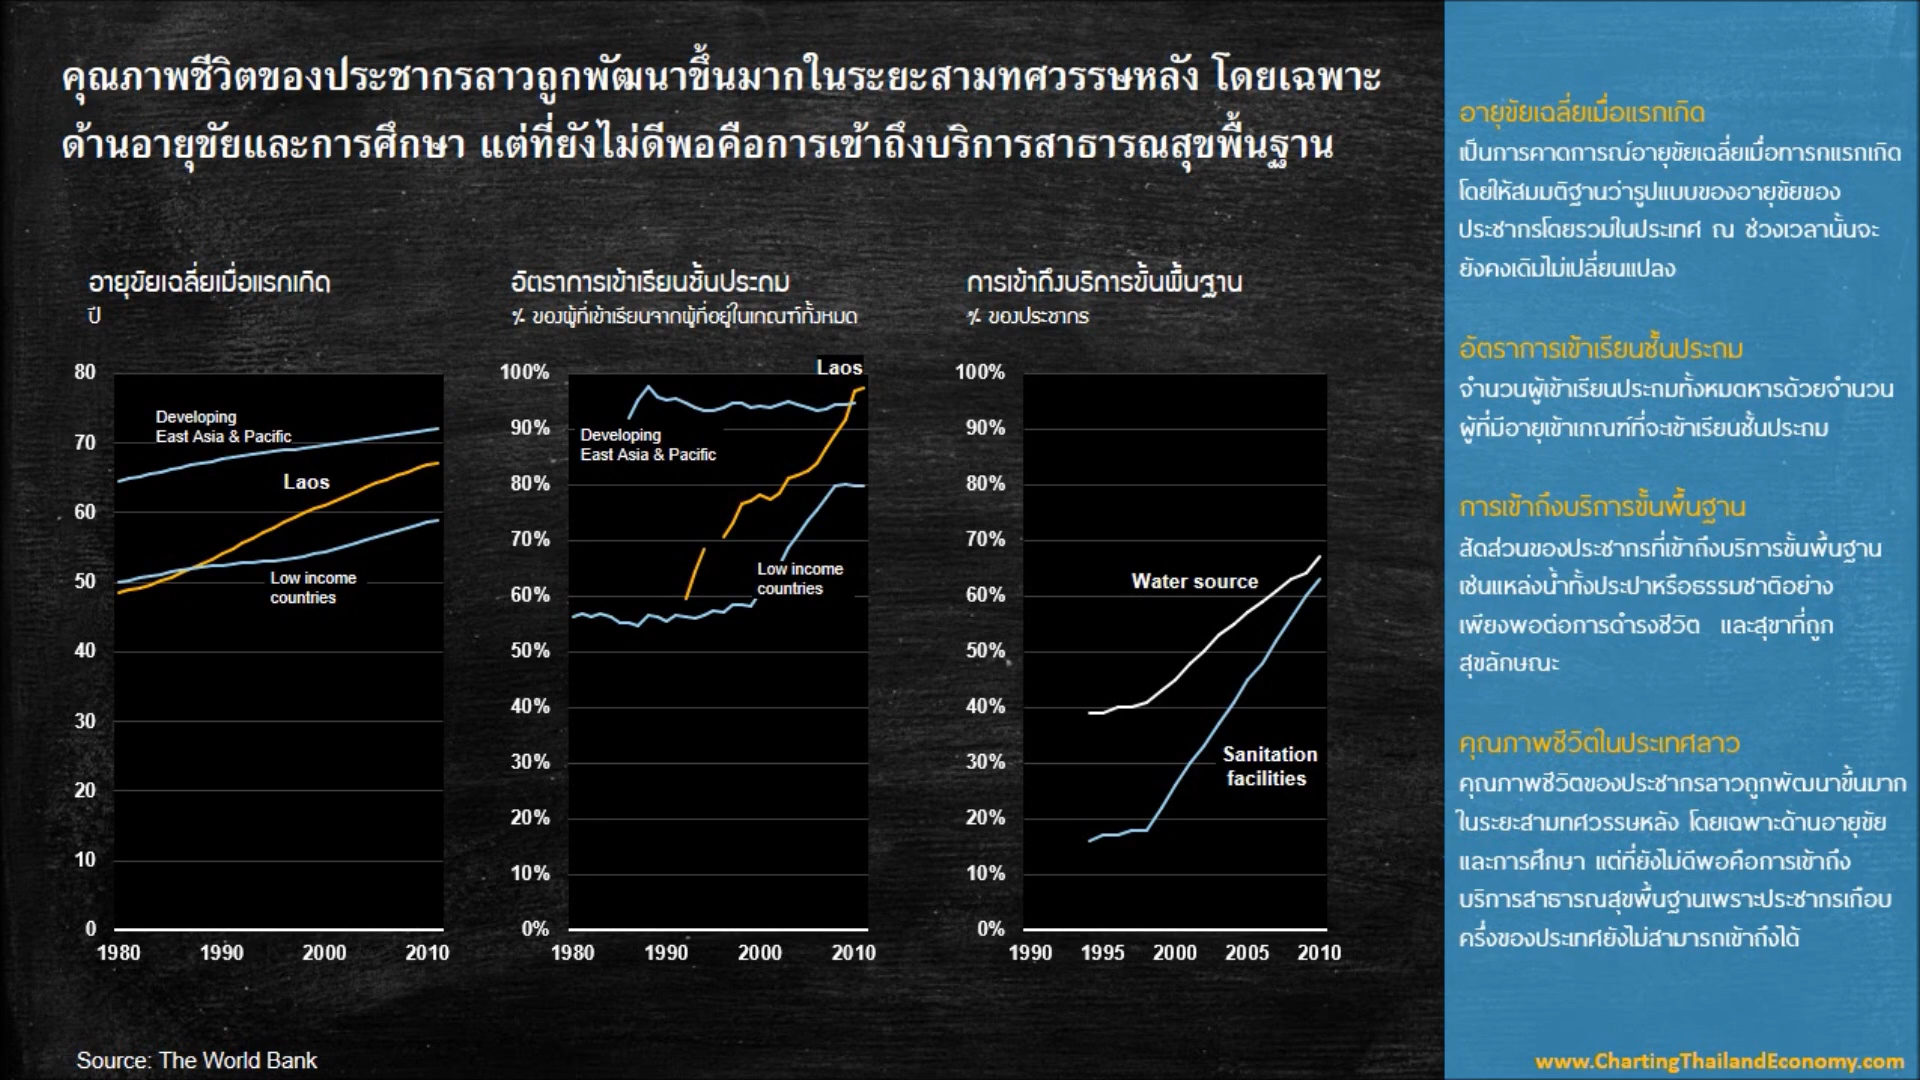 คุณภาพชีวิตของประชากรลาวถูกพัฒนาขึ้นมากในระยะสามทศวรรษหลัง โดยเฉพาะ
ด้านอายุขัยและการศึกษา แต่ที่ยังไม่ดีพอคือการเข้าถึงบริการสาธารณสุขพื้นฐาน
อายุขัยเฉลี่ยเมื่อแรกเกิด
ปี
80
70
60
50
40
30
20
10
0
1980 1990 2000 2010
Developing
East Asia & Pacific
Laos
Low income
countries
อัตราการเข้าเรียนชั้นประถม
% ของผู้ที่เข้าเรียนจากผู้ที่อยู่ในเกณฑ์ทั้งหมด
100%
90%
80%
70%
60%
50%
40%
30%
20%
10%
0%
1980 1990 2000 2010
Laos
Developing
East Asia & Pacific
Low income
countries
การเข้าถึงบริการขั้นพื้นฐาน
% ของประชากร
100%
90%
80%
70%
60%
50%
40%
30%
20%
10%
0%
1990 1995 2000 2005 2010
Water source
Sanitation
facilities
Source: The World Bank
อายุขัยเฉลี่ยเมื่อแรกเกิด
เป็นการคาดการณ์อายุขัยเฉลี่ยเมื่อทารกแรกเกิด
โดยให้สมมติฐานว่ารูปแบบของอายุขัยของ
ประชากรโดยรวมในประเทศ ณ ช่วงเวลานั้นจะ
ยังคงเดิมไม่เปลี่ยนแปลง
อัตราการเข้าเรียนชั้นประถม
จำนวนผู้เข้าเรียนประถมทั้งหมดหารด้วยจำนวน
ผู้ที่มีอายุเข้าเกณฑ์ที่จะเข้าเรียนชั้นประถม
การเข้าถึงบริการขั้นพื้นฐาน
สัดส่วนของประชากรที่เข้าถึงบริการขั้นพื้นฐาน
เช่นแหล่งน้ำทั้งประปาหรือธรรมชาติอย่าง
เพียงพอต่อการดำรงชีวิต และสุขาที่ถูก
สุขลักษณะ
คุณภาพชีวิตในประเทศลาว
คุณภาพชีวิตของประชากรลาวถูกพัฒนาขึ้นมาก
ในระยะสามทศวรรษหลัง โดยเฉพาะด้านอายุขัย
และการศึกษา แต่ที่ยังไม่ดีพอคือการเข้าถึง
บริการสาธารณสุขพื้นฐานเพราะประชากรเกือบ
ครึ่งของประเทศยังไม่สามารถเข้าถึงได้
www.ChartingThailandEconomy.com